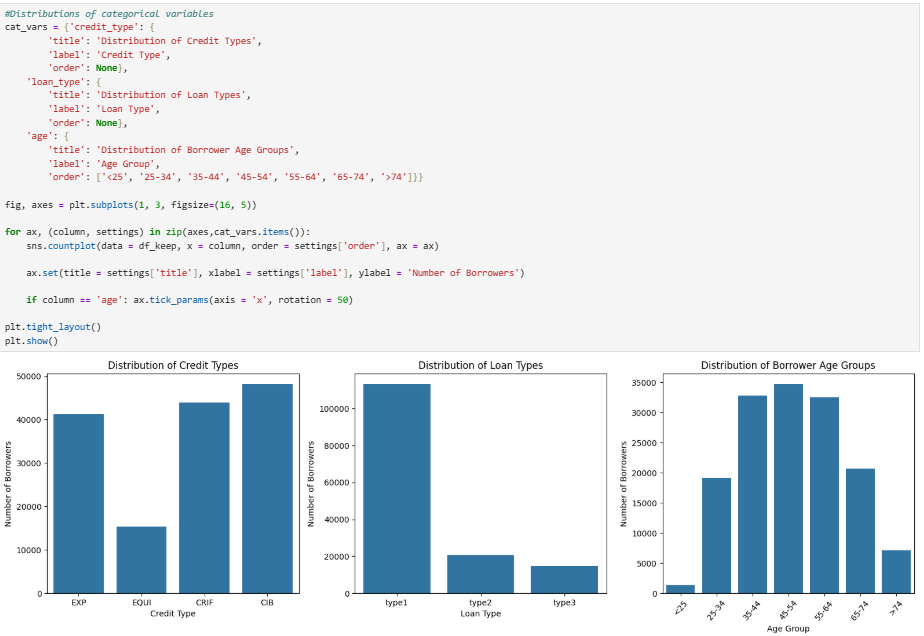 #Distributions of categorical variables
cat_vars = {'credit_type': {
        'title': 'Distribution of Credit Types',
        'label': 'Credit Type',
        'order': None},
    'loan_type': {
        'title': 'Distribution of Loan Types',
        'label': 'Loan Type',
        'order': None},
    'age': {
        'title': 'Distribution of Borrower Age Groups',
        'label': 'Age Group',
        'order': ['<25', '25-34', '35-44', '45-54', '55-64', '65-74', '>74']}}
fig, axes = plt.subplots(1, 3, figsize=(16, 5))
for ax, (column, settings) in zip(axes,cat_vars.items()):
    sns.countplot(data = df_keep, x = column, order = settings['order'], ax = ax)
    ax.set(title = settings['title'], xlabel = settings['label'], ylabel = 'Number of Borrowers')
    if column == 'age': ax.tick_params(axis = 'x', rotation = 50)
plt.tight_layout()
plt.show()
Distribution of Credit Types
Number of Borrowers
50000
40000
30000
20000
10000
0
EXP EQUI CRIF CIB
Credit Type
Distribution of Loan Types
Number of Borrowers
100000
80000
60000
40000
20000
0
type1 type2 type3
Loan Type
Distribution of Borrower Age Groups
Number of Borrowers
35000
30000
25000
20000
15000
10000
5000
0
<25 25-34 35-44 45-54 55-64 65-74 >74
Age Group